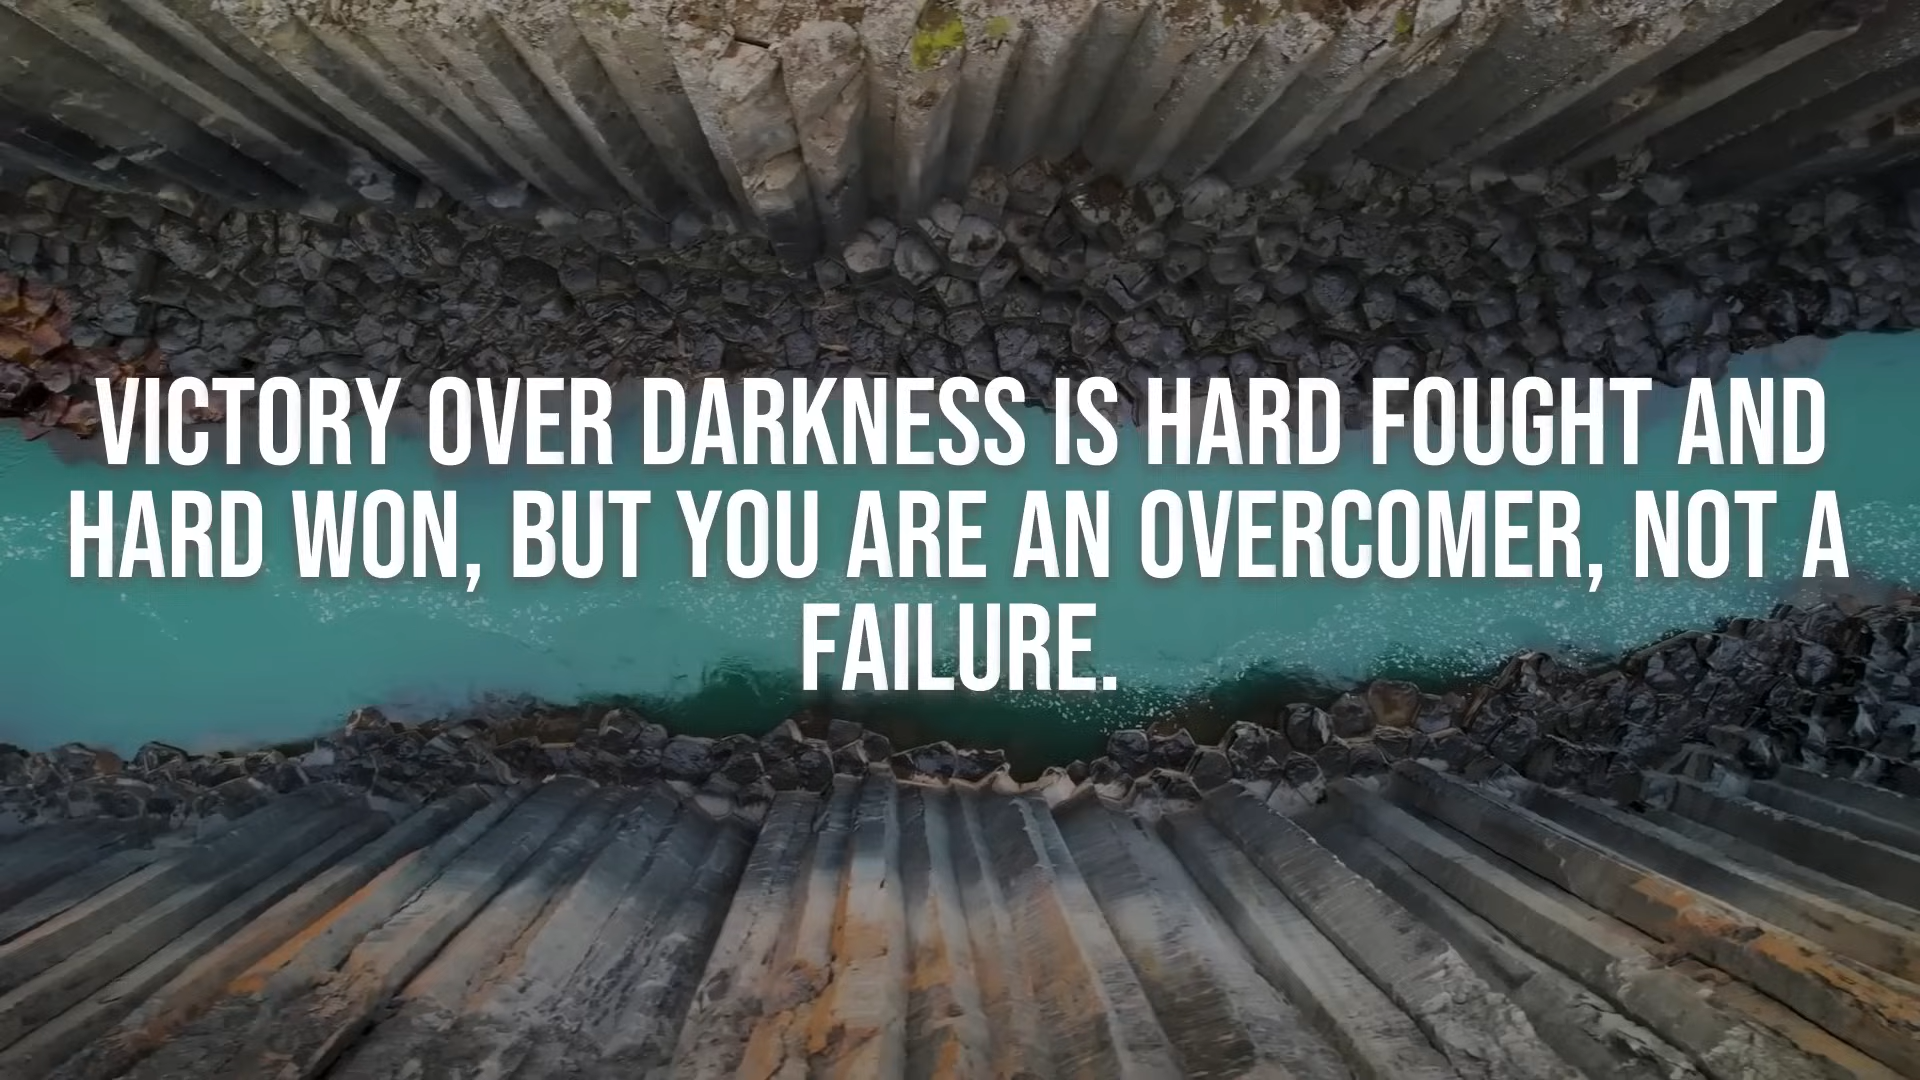 VICTORY OVER DARKNESS IS HARD FOUGHT AND
HARD WON, BUT YOU ARE AN OVERCOMER, NOT A
FAILURE.